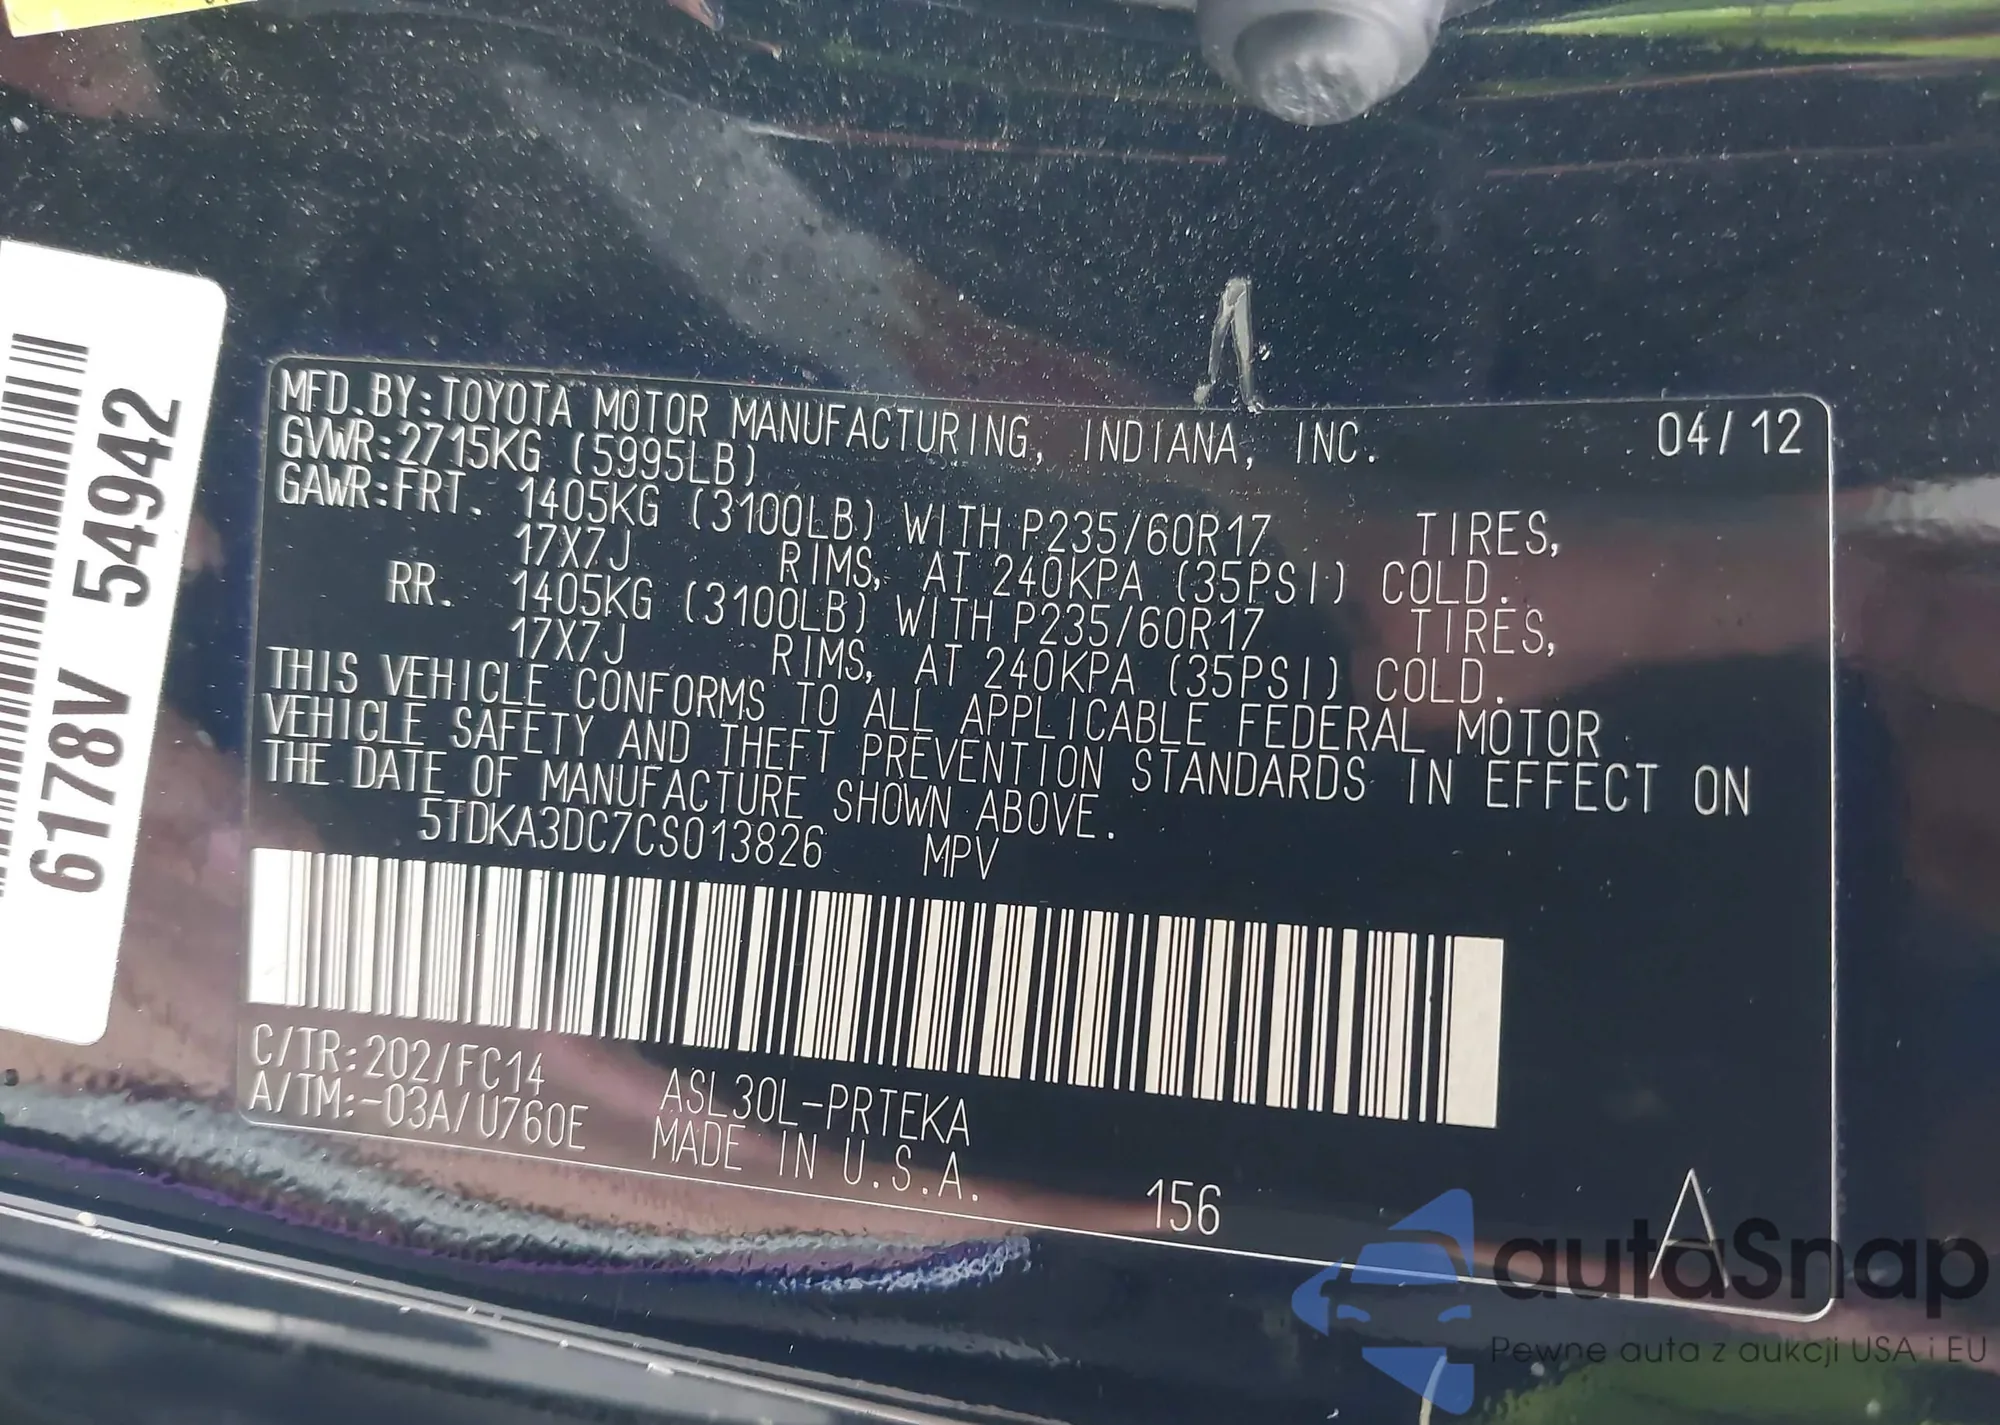 MFD.BY:TOYOTA MOTOR MANUFACTURING, INDIANA, INC. 04/12
GVWR:2715KG (5995LB)
GAWR:FRT. 1405KG (3100LB) WITH P235/60R17 TIRES,
17X7J RIMS, AT 240KPA (35PSI) COLD.
RR. 1405KG (3100LB) WITH P235/60R17 TIRES,
17X7J RIMS, AT 240KPA (35PSI) COLD.
THIS VEHICLE CONFORMS TO ALL APPLICABLE FEDERAL MOTOR
VEHICLE SAFETY AND THEFT PREVENTION STANDARDS IN EFFECT ON
THE DATE OF MANUFACTURE SHOWN ABOVE.
5TDKA3DC7CS013826 MPV
C/TR:202/FC14
A/TM:-03A/U760E
ASL30L-PRTEKA
MADE IN U.S.A.
156
A
6178V 54942
autoSnap
Pewne auta z aukcji USA i EU